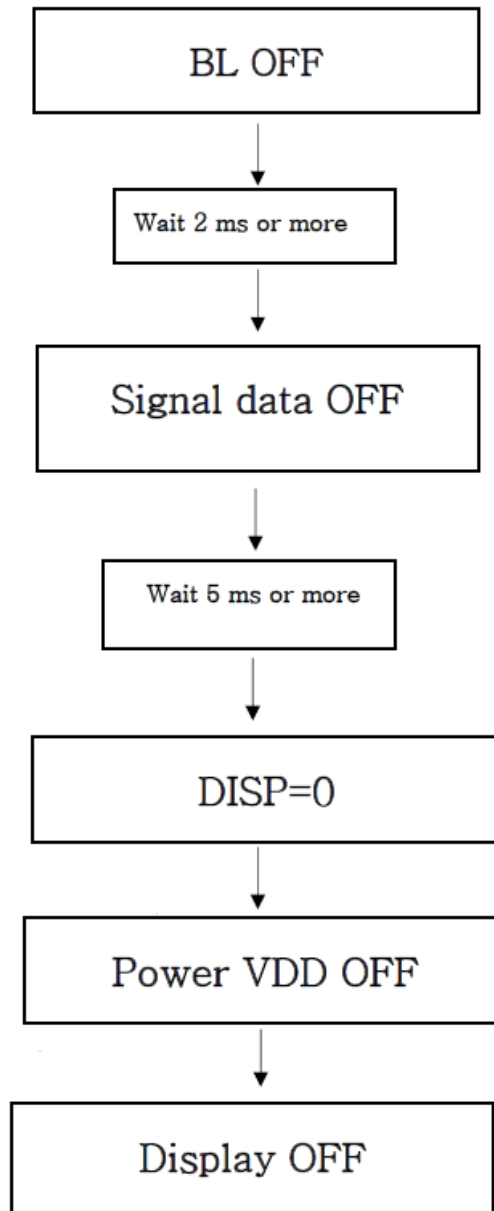 BL OFF
Wait 2 ms or more
Signal data OFF
Wait 5 ms or more
DISP=0
Power VDD OFF
Display OFF